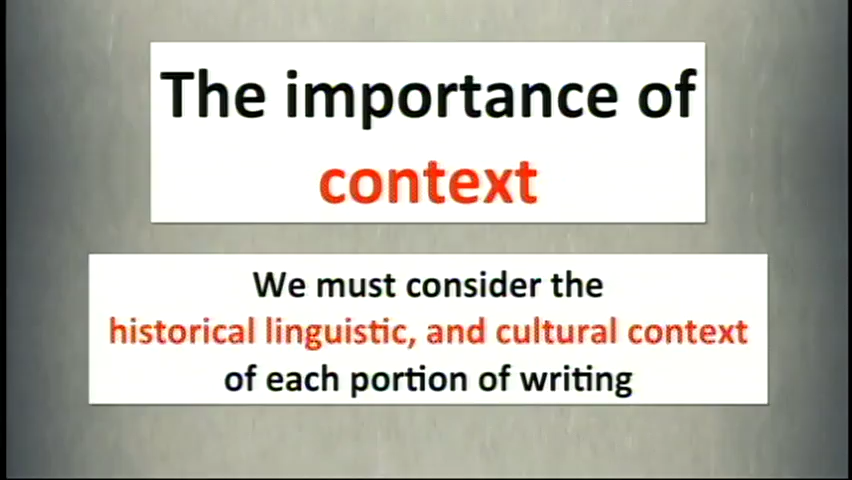 The importance of
context
We must consider the
historical linguistic, and cultural context
of each portion of writing